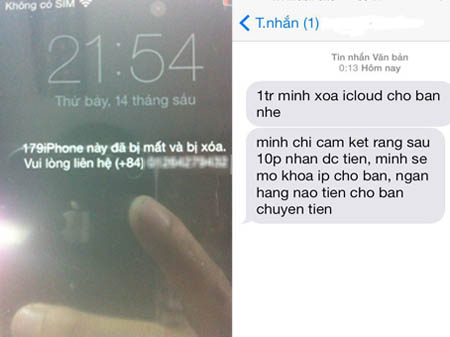 Không có SIM
21:54
Thứ bảy, 14 tháng sáu
179iPhone này đã bị mất và bị xóa.
Vui lòng liên hệ (+84)
T.nhắn (1)
Tin nhắn Văn bản
0:13 Hôm nay
1tr minh xoa icloud cho ban
nhe
minh chi cam ket rang sau
10p nhan dc tien, minh se
mo khoa ip cho ban, ngan
hang nao tien cho ban
chuyen tien